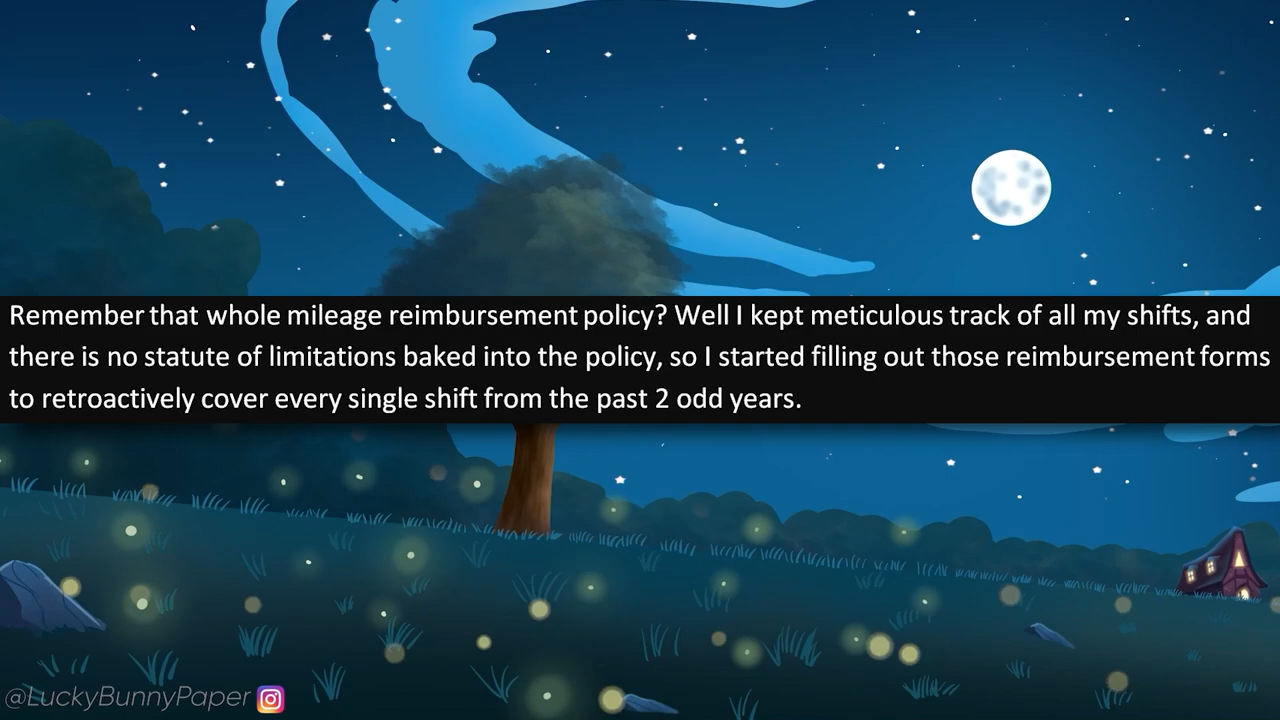 Remember that whole mileage reimbursement policy? Well I kept meticulous track of all my shifts, and
there is no statute of limitations baked into the policy, so I started filling out those reimbursement forms
to retroactively cover every single shift from the past 2 odd years.
@LuckyBunnyPaper